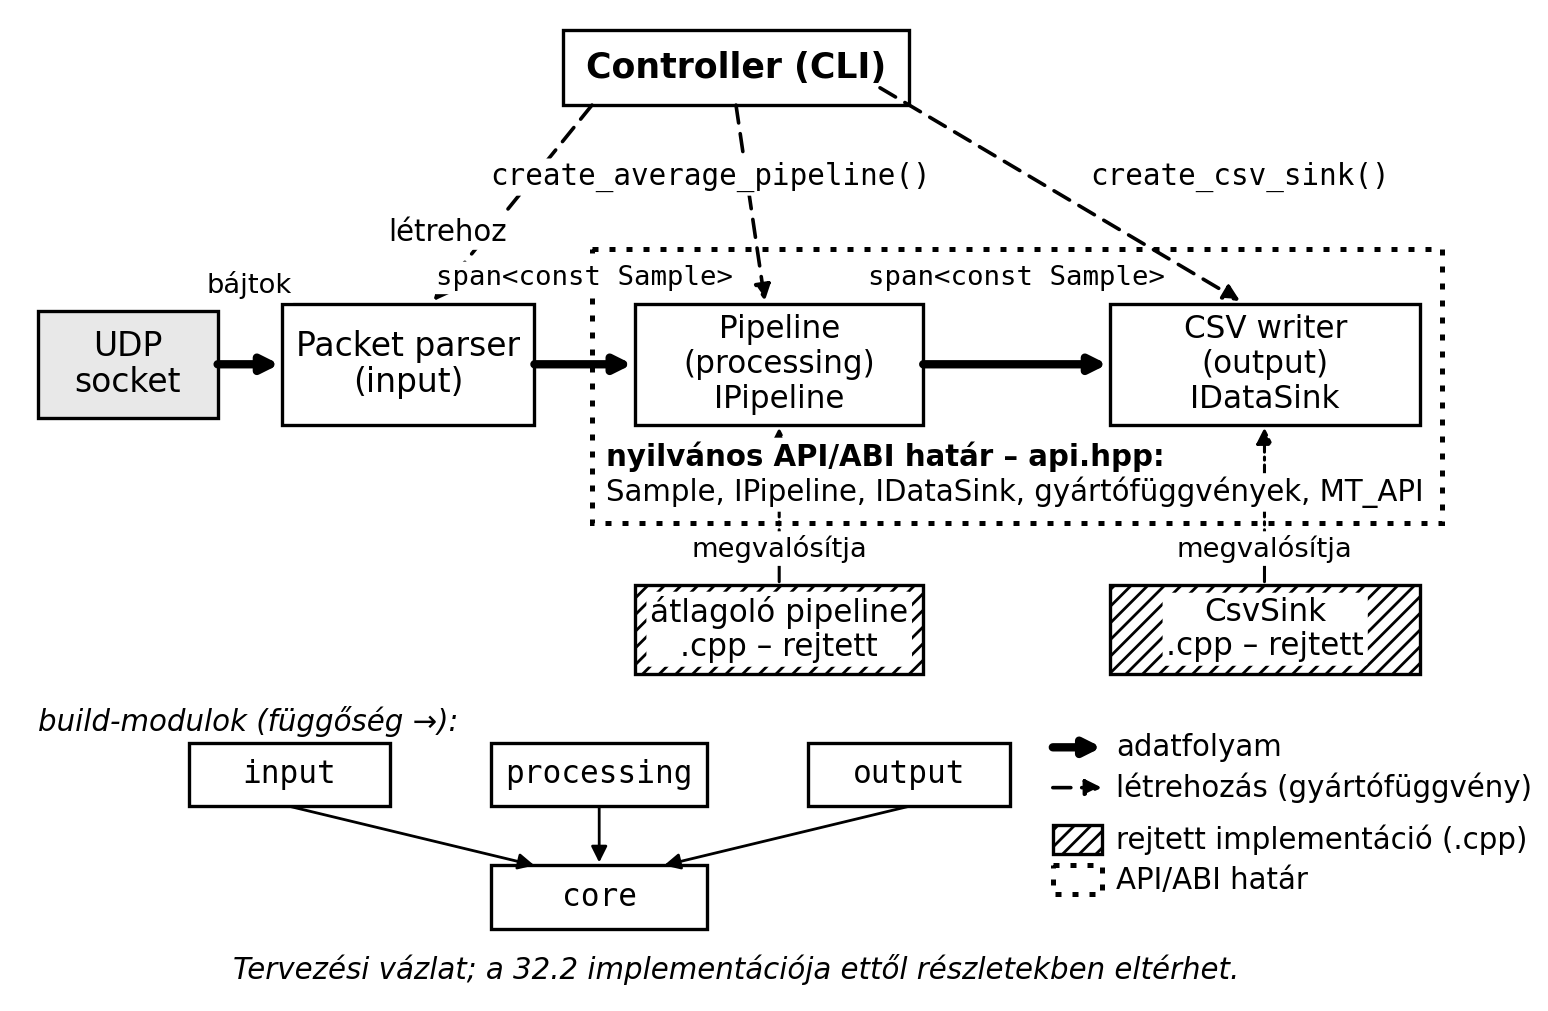 Controller (CLI)
create_average_pipeline()
create_csv_sink()
létrehoz
bájtok
span<const Sample>
span<const Sample>
UDP
socket
Packet parser
(input)
Pipeline
(processing)
IPipeline
CSV writer
(output)
IDataSink
nyilvános API/ABI határ – api.hpp:
Sample, IPipeline, IDataSink, gyártófüggvények, MT_API
megvalósítja
megvalósítja
átlagoló pipeline
.cpp – rejtett
CsvSink
.cpp – rejtett
build-modulok (függőség →):
input
processing
output
core
adatfolyam
létrehozás (gyártófüggvény)
rejtett implementáció (.cpp)
API/ABI határ
Tervezési vázlat; a 32.2 implementációja ettől részletekben eltérhet.